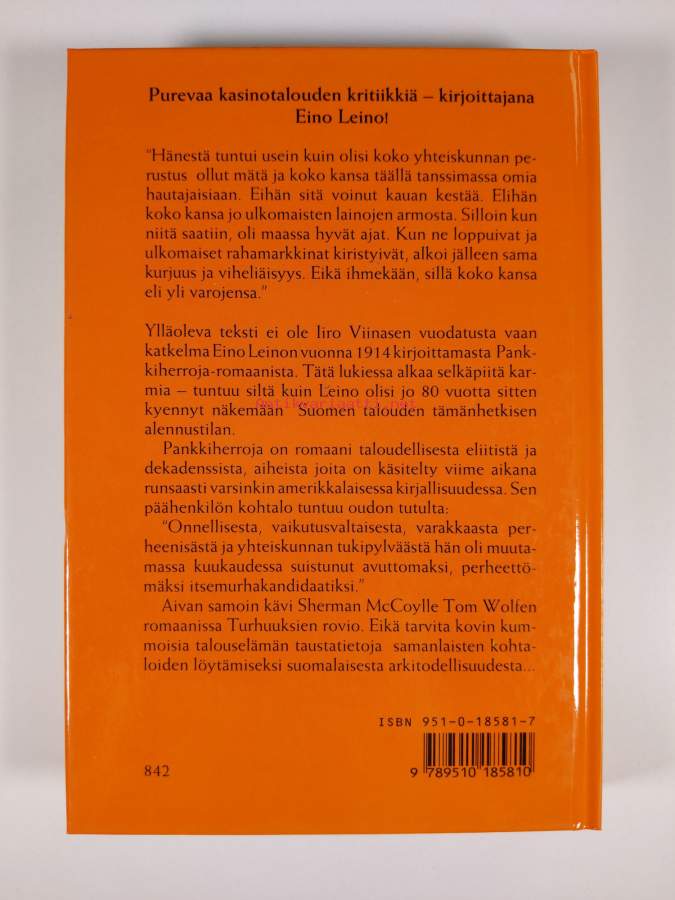 Purevaa kasinotalouden kritiikkiä – kirjoittajana
Eino Leino!
"Hänestä tuntui usein kuin olisi koko yhteiskunnan pe-
rustus ollut mätä ja koko kansa täällä tanssimassa omia
hautajaisiaan. Eihän sitä voinut kauan kestää. Elihän
koko kansa jo ulkomaisten lainojen armosta. Silloin kun
niitä saatiin, oli maassa hyvät ajat. Kun ne loppuivat ja
ulkomaiset rahamarkkinat kiristyivät, alkoi jälleen sama
kurjuus ja viheliäisyys. Eikä ihmekään, sillä koko kansa
eli yli varojensa."
Ylläoleva teksti ei ole Iiro Viinasen vuodatusta vaan
katkelma Eino Leinon vuonna 1914 kirjoittamasta Pank-
kiherroja-romaanista. Tätä lukiessa alkaa selkäpiitä kar-
mia – tuntuu siltä kuin Leino olisi jo 80 vuotta sitten
kyennyt näkemään Suomen talouden tämänhetkisen
alennustilan.
Pankkiherroja on romaani taloudellisesta eliitistä ja
dekadenssista, aiheista joita on käsitelty viime aikana
runsaasti varsinkin amerikkalaisessa kirjallisuudessa. Sen
päähenkilön kohtalo tuntuu oudon tutulta:
"Onnellisesta, vaikutusvaltaisesta, varakkaasta per-
heenisästä ja yhteiskunnan tukipylväästä hän oli muuta-
massa kuukaudessa suistunut avuttomaksi, perheettö-
mäksi itsemurhakandidaatiksi."
Aivan samoin kävi Sherman McCoylle Tom Wolfen
romaanissa Turhuuksien rovio. Eikä tarvita kovin kum-
moisia talouselämän taustatietoja samanlaisten kohta-
loiden löytämiseksi suomalaisesta arkitodellisuudesta...
ISBN 951-0-18581-7
842
9 789510 185810